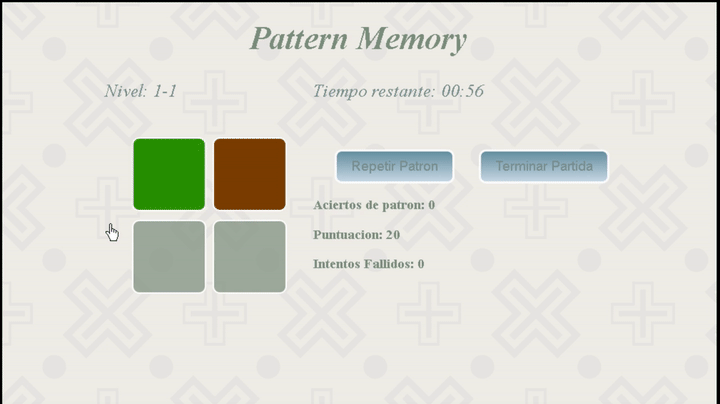 Pattern Memory
Nivel: 1-1
Tiempo restante: 00:56
Repetir Patron
Terminar Partida
Aciertos de patron: 0
Puntuacion: 20
Intentos Fallidos: 0